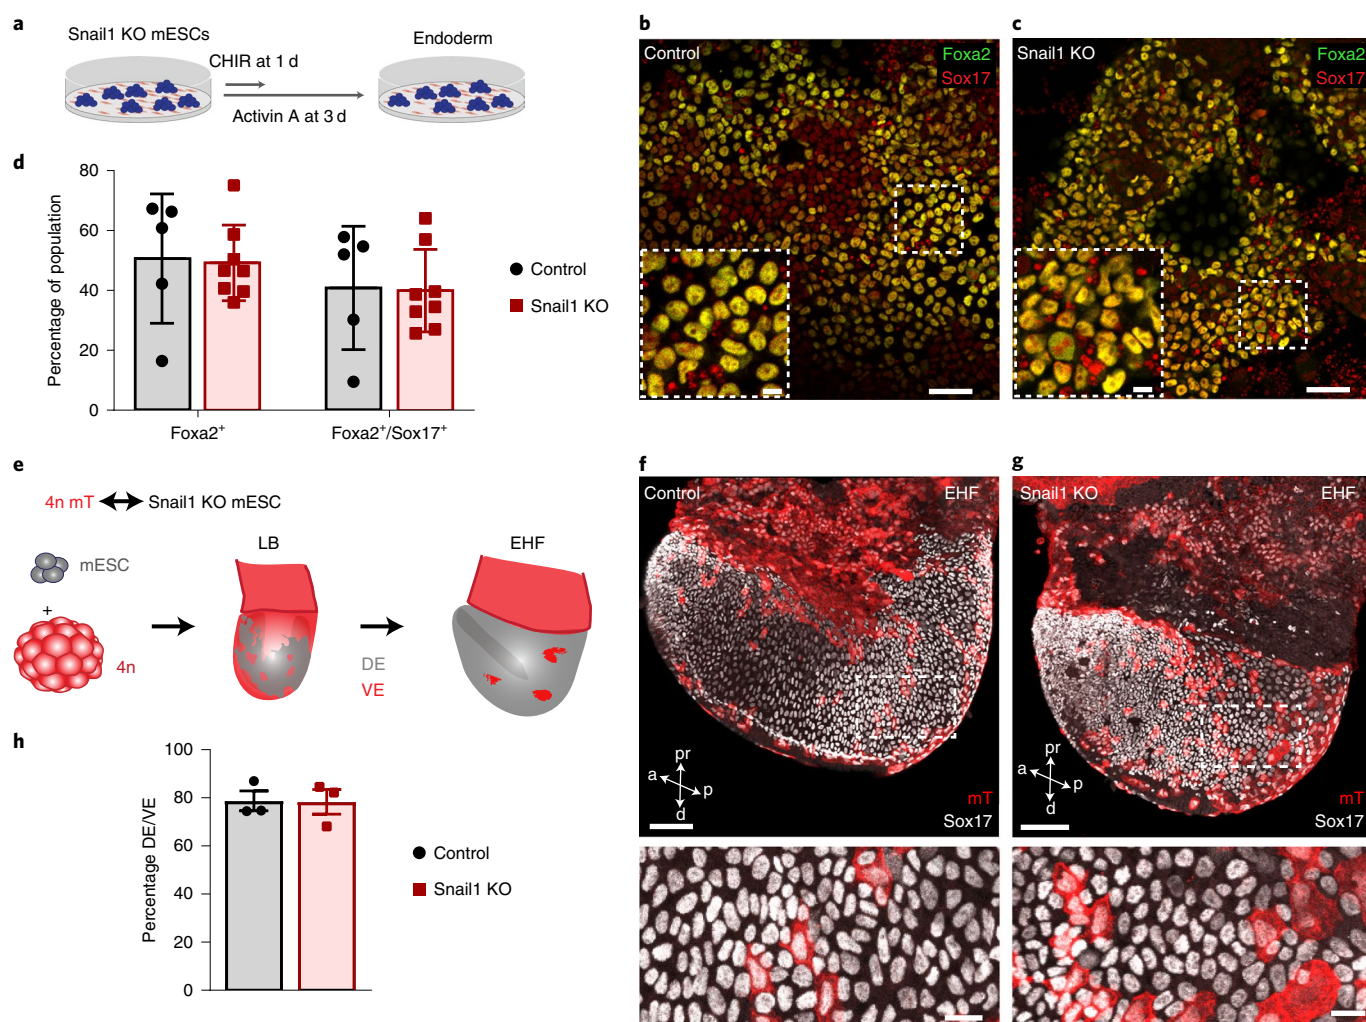 a
Snail1 KO mESCs
Endoderm
CHIR at 1 d
Activin A at 3 d
b
Control
Foxa2
Sox17
c
Snail1 KO
Foxa2
Sox17
d
80
60
40
20
0
Percentage of population
Foxa2⁺
Foxa2⁺/Sox17⁺
Control
Snail1 KO
e
4n mT
Snail1 KO mESC
mESC
+
4n
LB
DE
VE
EHF
f
Control
EHF
pr
a
p
d
mT
Sox17
g
Snail1 KO
EHF
pr
a
p
d
mT
Sox17
h
100
80
60
40
20
0
Percentage DE/VE
Control
Snail1 KO